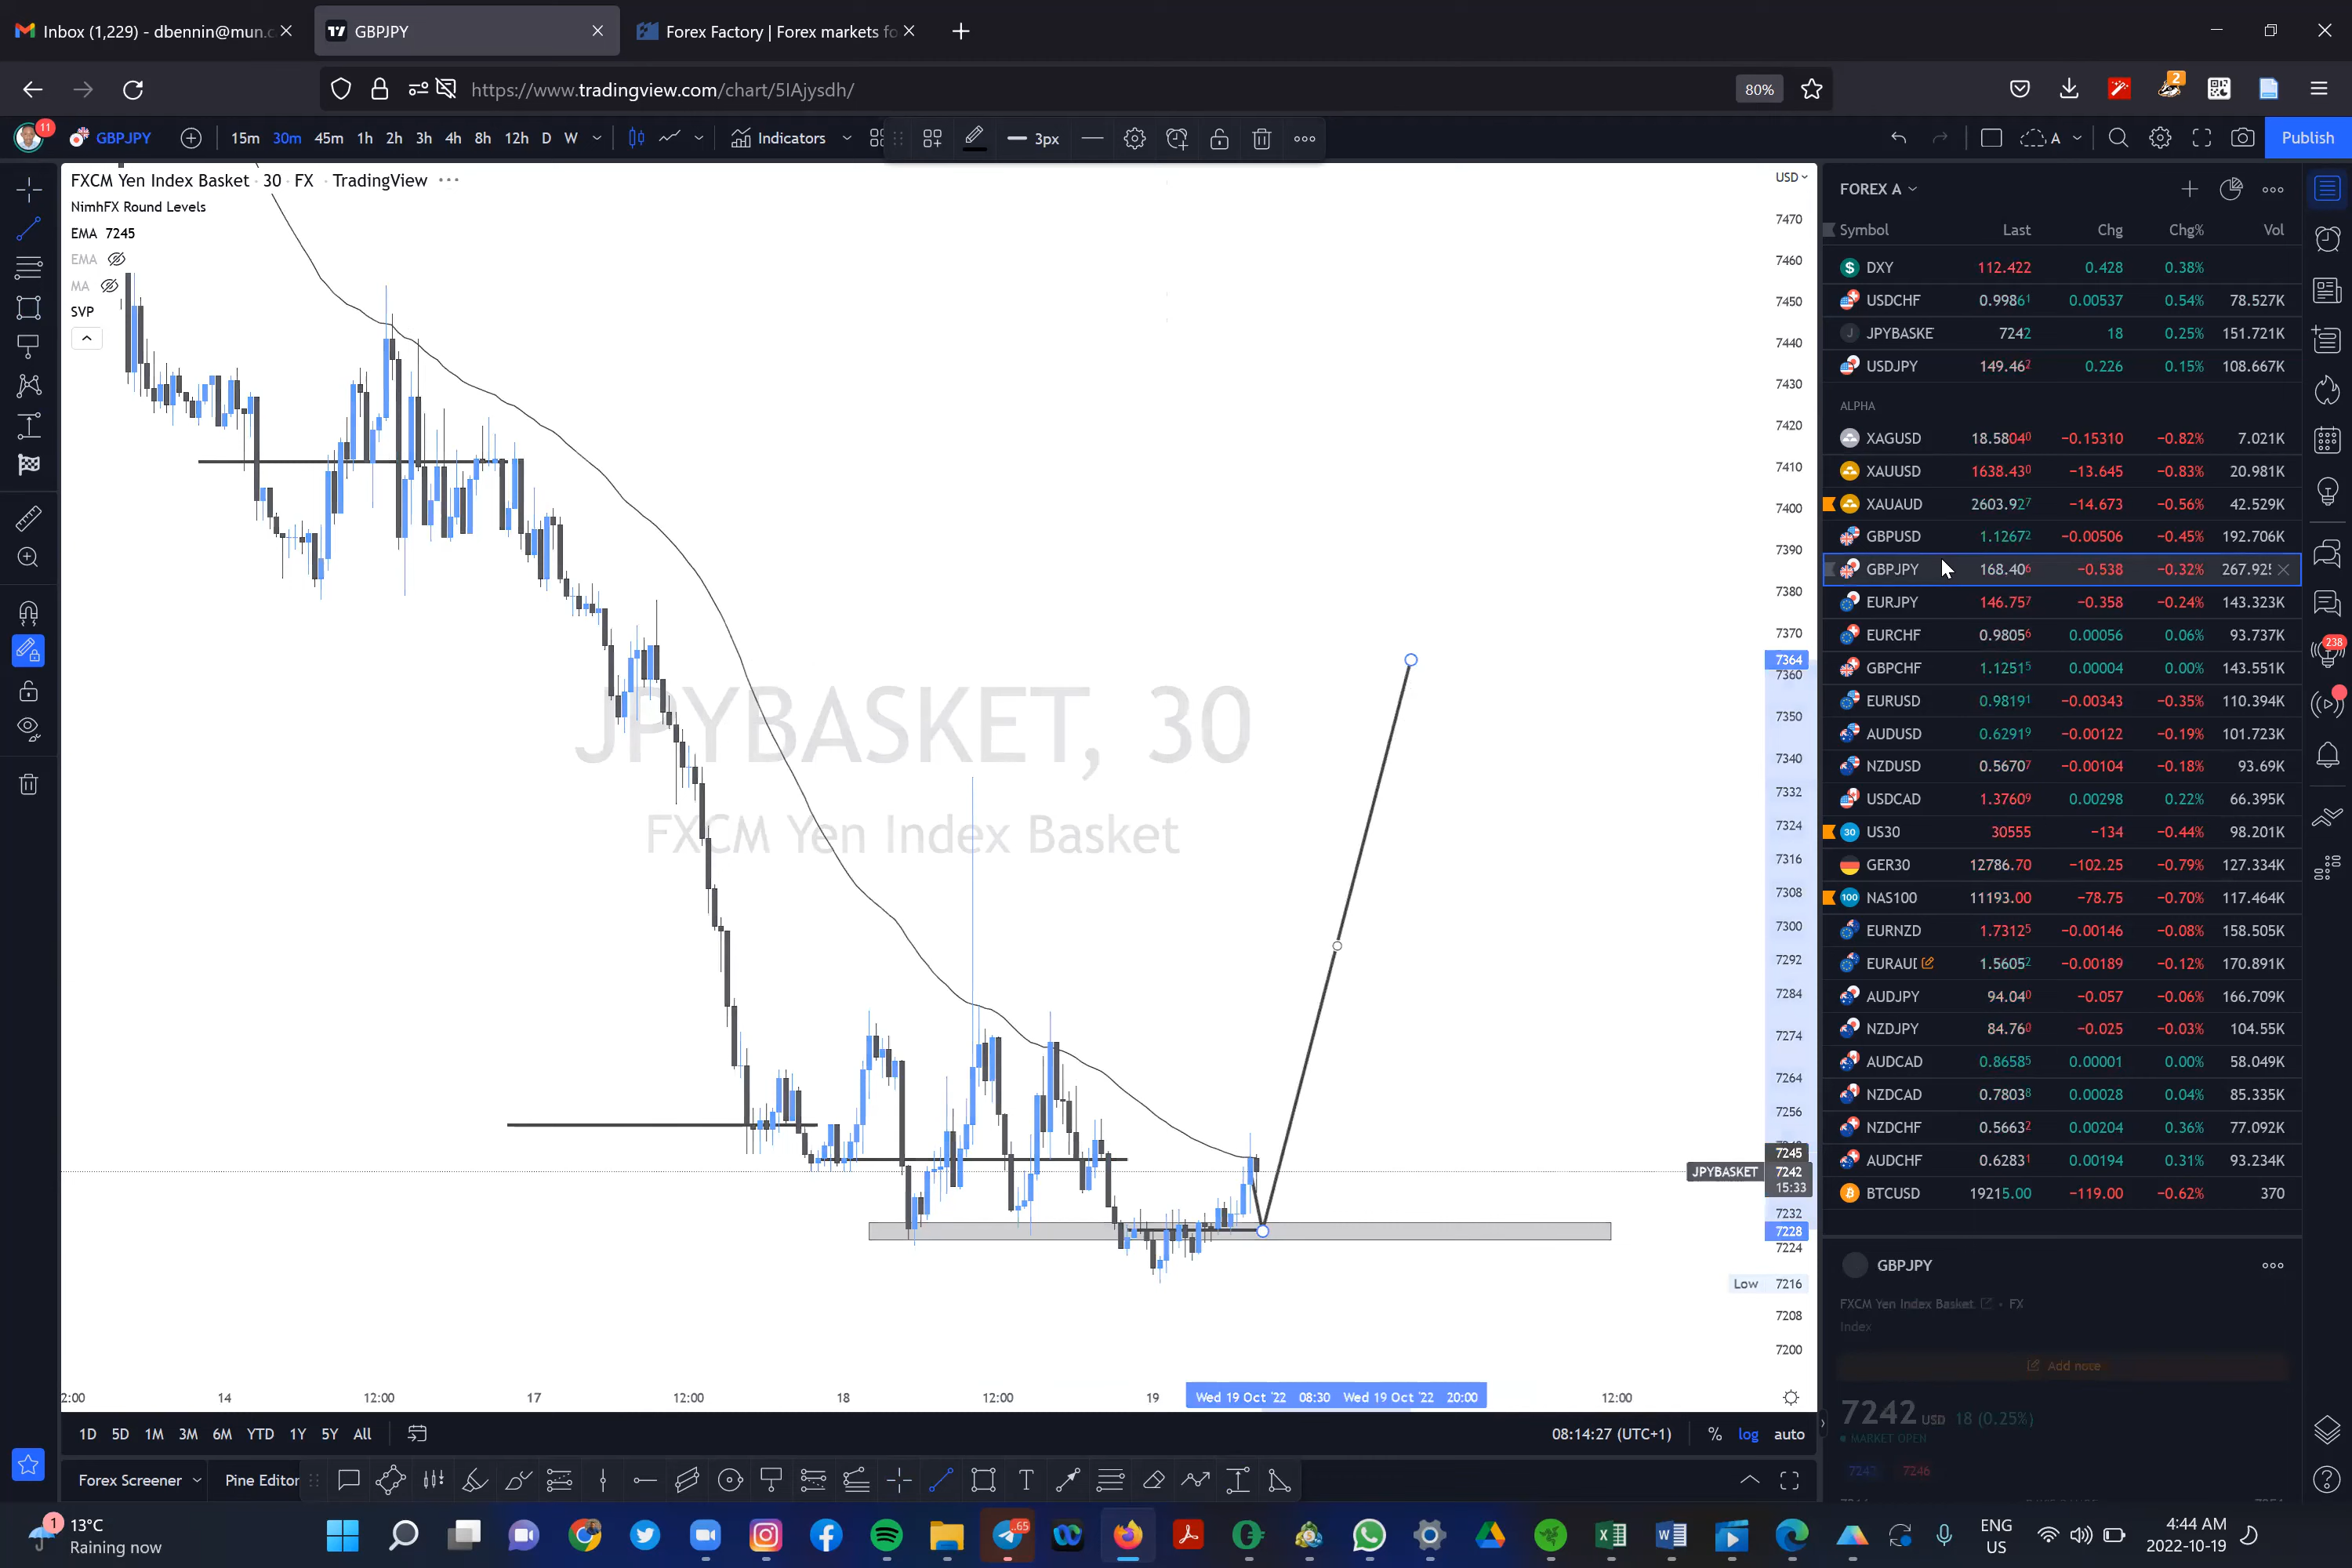 Inbox (1,229) - dbennin@mun.c
GBPJPY
Forex Factory | Forex markets fo
https://www.tradingview.com/chart/5IAjysdh/
80%
2
11
GBPJPY
15m 30m 45m 1h 2h 3h 4h 8h 12h D W
Indicators
3px
A
Publish
FXCM Yen Index Basket · 30 · FX · TradingView
NimhFX Round Levels
EMA 7245
EMA
MA
SVP
JPYBASKET, 30
FXCM Yen Index Basket
USD
7470
7460
7450
7440
7430
7420
7410
7400
7390
7380
7370
7364
7360
7350
7340
7332
7324
7316
7308
7300
7292
7284
7274
7264
7256
7245
JPYBASKET 7242
15:33
7232
7228
7224
Low 7216
7208
7200
2:00 14 12:00 17 12:00 18 12:00 19 Wed 19 Oct '22 08:30 Wed 19 Oct '22 20:00 12:00
1D 5D 1M 3M 6M YTD 1Y 5Y All
08:14:27 (UTC+1) % log auto
Forex Screener
Pine Editor
FOREX A
Symbol Last Chg Chg% Vol
DXY 112.422 0.428 0.38%
USDCHF 0.99861 0.00537 0.54% 78.527K
JPYBASKE 7242 18 0.25% 151.721K
USDJPY 149.462 0.226 0.15% 108.667K
ALPHA
XAGUSD 18.58040 −0.15310 −0.82% 7.021K
XAUUSD 1638.430 −13.645 −0.83% 20.981K
XAUAUD 2603.927 −14.673 −0.56% 42.529K
GBPUSD 1.12672 −0.00506 −0.45% 192.706K
GBPJPY 168.406 −0.538 −0.32% 267.925
EURJPY 146.757 −0.358 −0.24% 143.323K
EURCHF 0.98056 0.00056 0.06% 93.737K
GBPCHF 1.12515 0.00004 0.00% 143.551K
EURUSD 0.98191 −0.00343 −0.35% 110.394K
AUDUSD 0.62919 −0.00122 −0.19% 101.723K
NZDUSD 0.56707 −0.00104 −0.18% 93.69K
USDCAD 1.37609 0.00298 0.22% 66.395K
30 US30 30555 −134 −0.44% 98.201K
GER30 12786.70 −102.25 −0.79% 127.334K
100 NAS100 11193.00 −78.75 −0.70% 117.464K
EURNZD 1.73125 −0.00146 −0.08% 158.505K
EURAU 1.56052 −0.00189 −0.12% 170.891K
AUDJPY 94.040 −0.057 −0.06% 166.709K
NZDJPY 84.760 −0.025 −0.03% 104.55K
AUDCAD 0.86585 0.00001 0.00% 58.049K
NZDCAD 0.78038 0.00028 0.04% 85.335K
NZDCHF 0.56632 0.00204 0.36% 77.092K
AUDCHF 0.62831 0.00194 0.31% 93.234K
BTCUSD 19215.00 −119.00 −0.62% 370
238
GBPJPY
FXCM Yen Index Basket · FX
Index
Add note
7242 USD 18 (0.25%)
MARKET OPEN
7246
1
13°C
Raining now
65
ENG
US
4:44 AM
2022-10-19